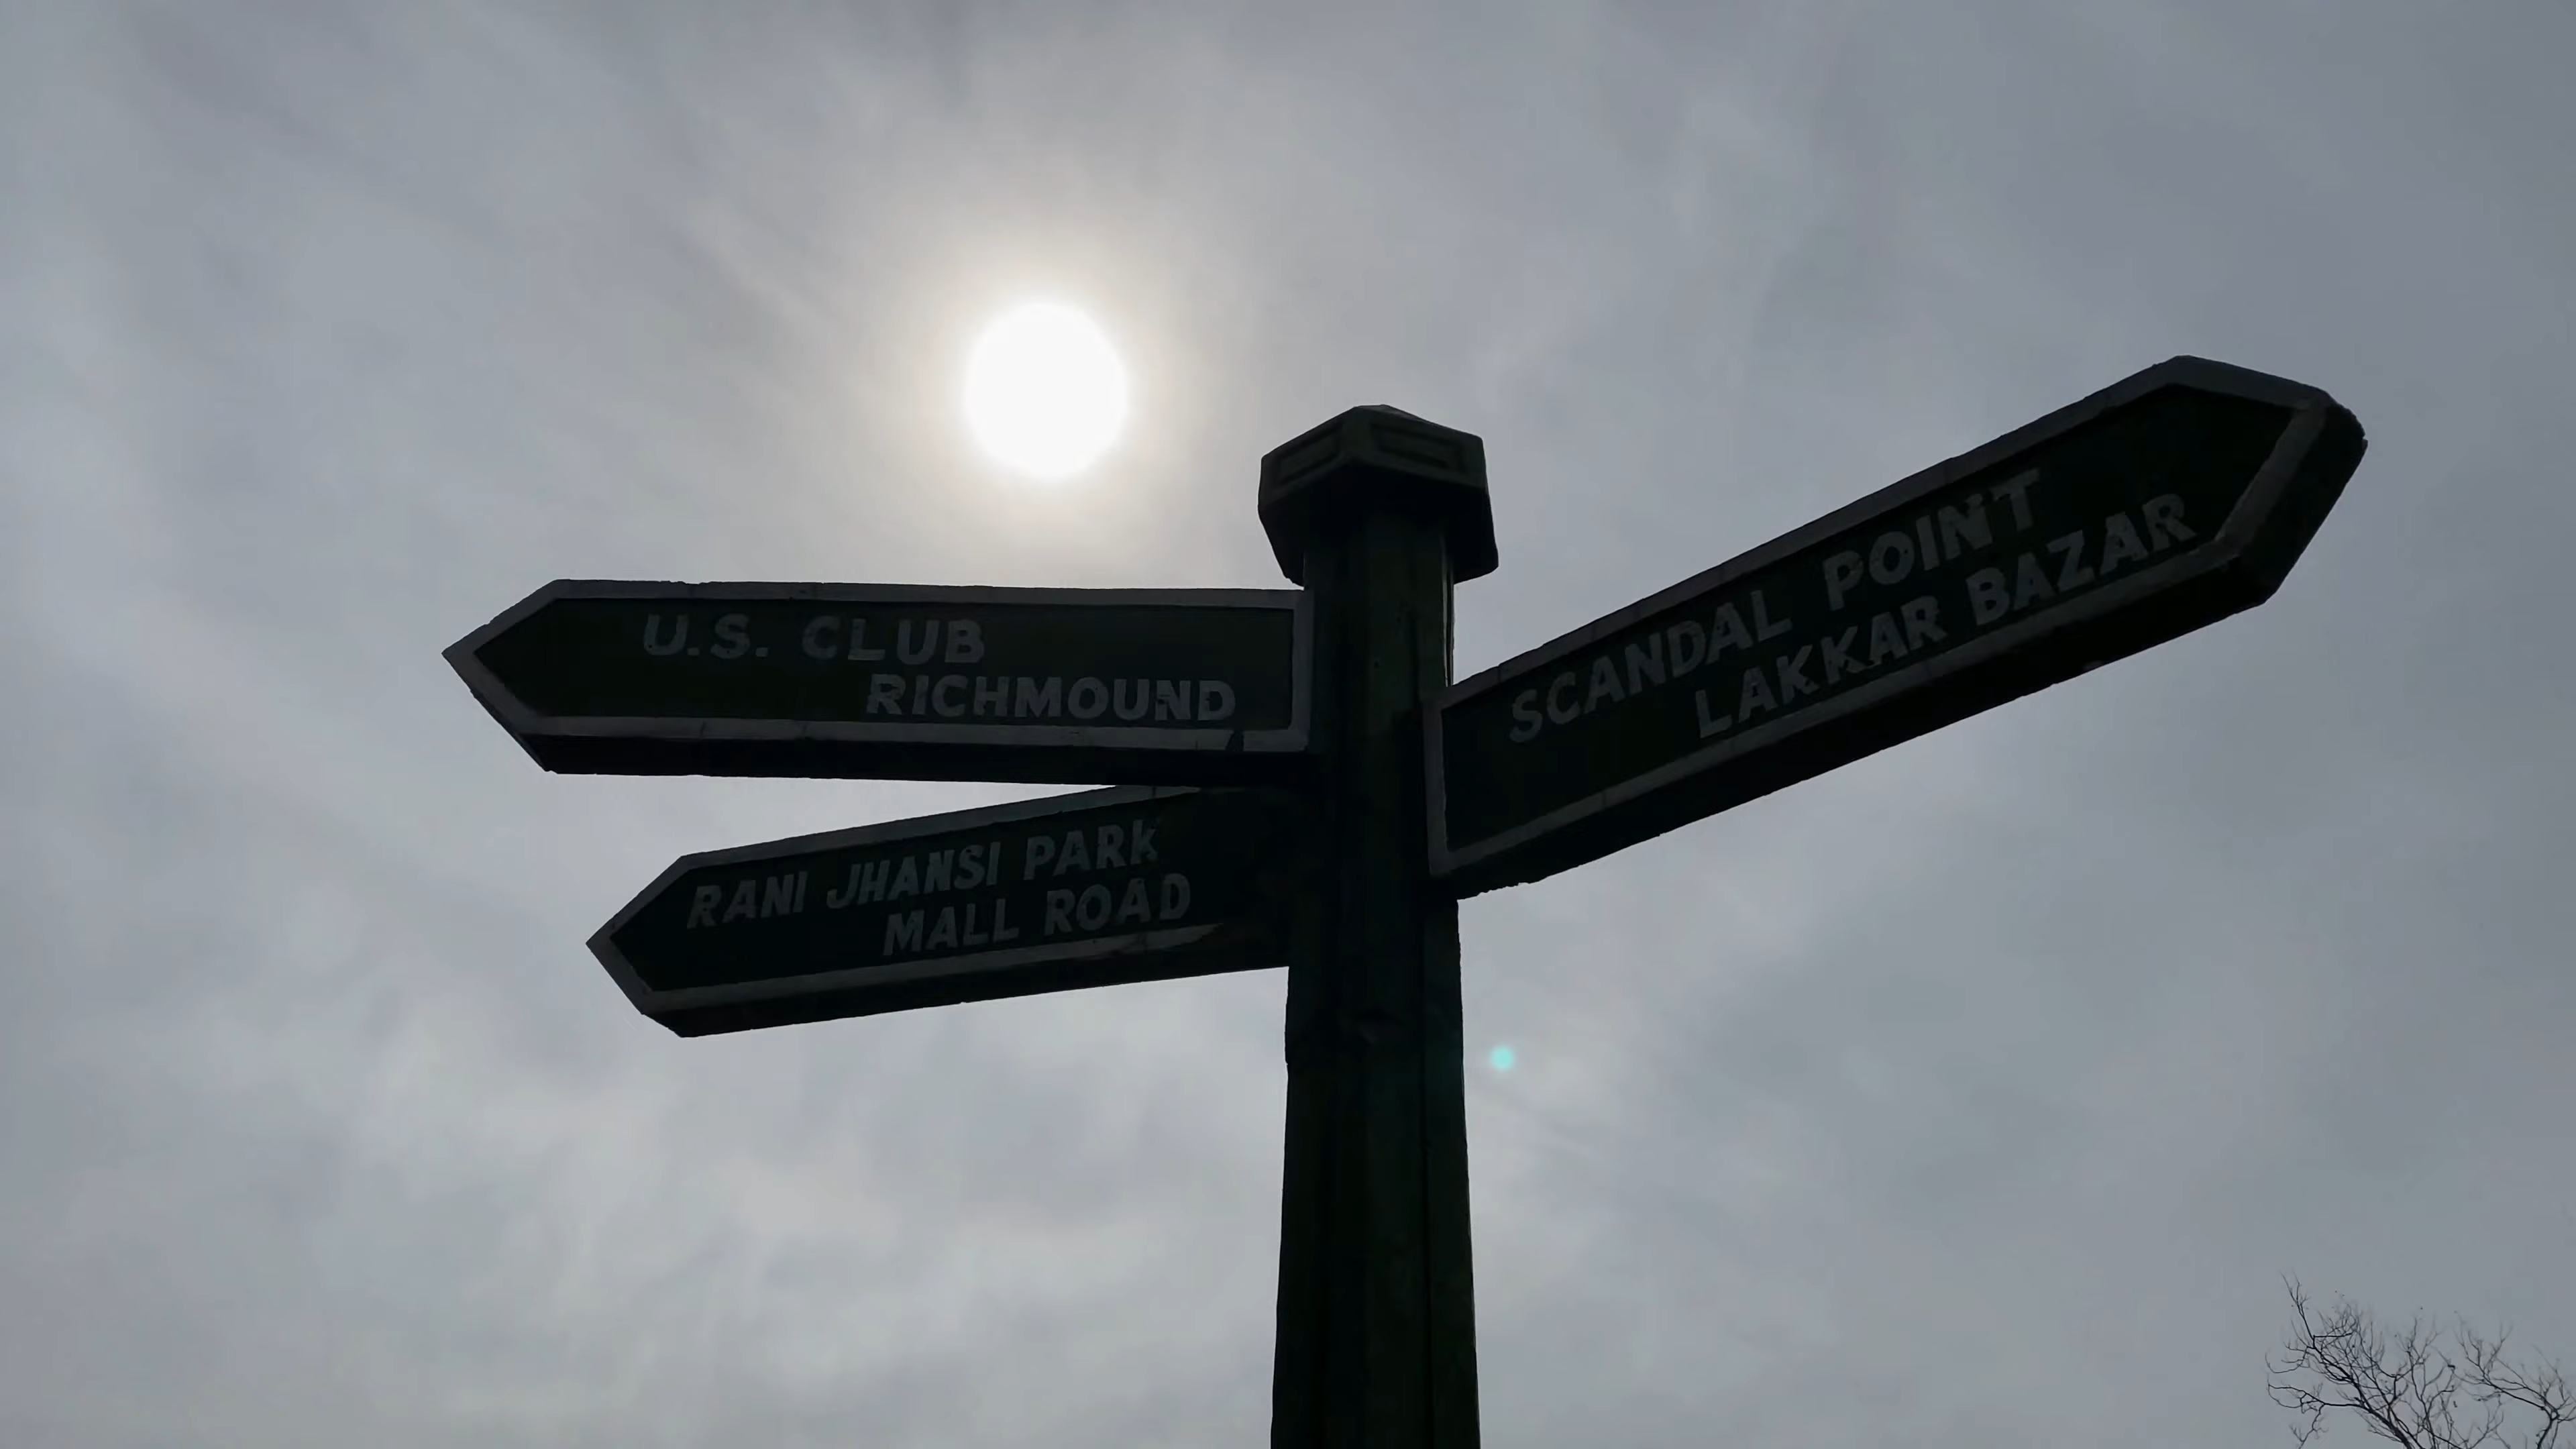 U.S. CLUB
RICHMOUND
RANI JHANSI PARK
MALL ROAD
SCANDAL POINT
LAKKAR BAZAR